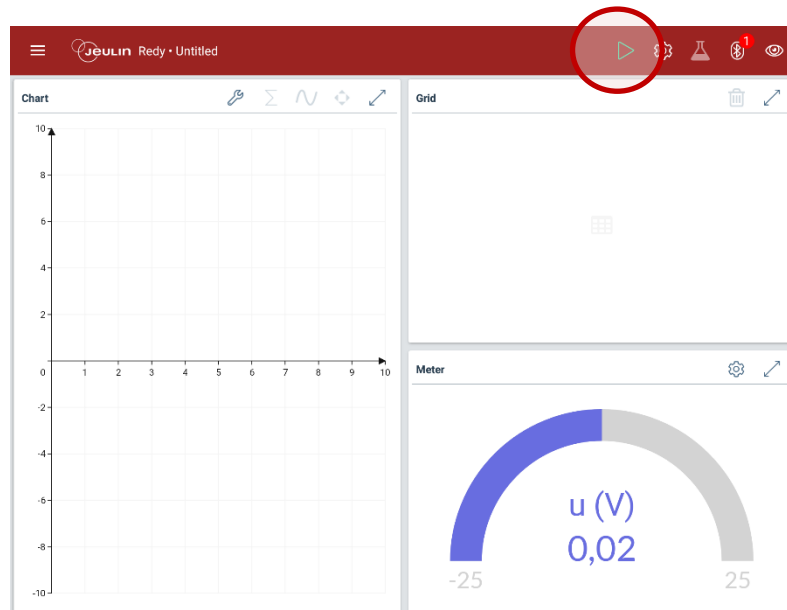 Jeulin Redy • Untitled
1
Chart
Grid
10
8
6
4
2
0 1 2 3 4 5 6 7 8 9 10
-2
-4
-6
-8
-10
Meter
u (V)
0,02
-25 25